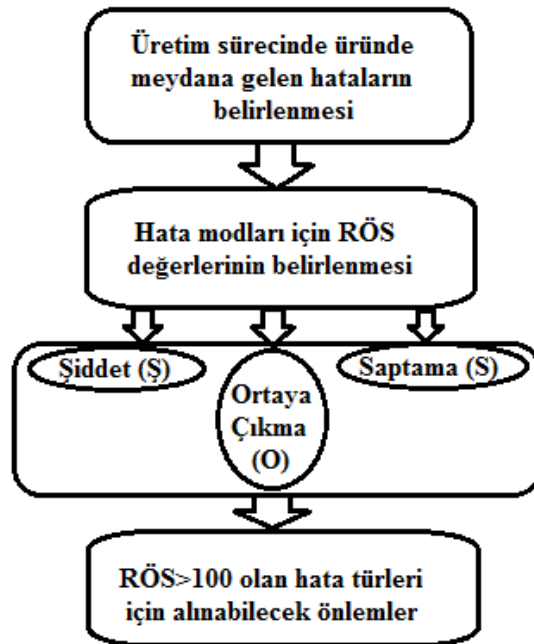 Üretim sürecinde üründe
meydana gelen hataların
belirlenmesi
Hata modları için RÖS
değerlerinin belirlenmesi
Şiddet (Ş)
Ortaya
Çıkma
(O)
Saptama (S)
RÖS>100 olan hata türleri
için alınabilecek önlemler